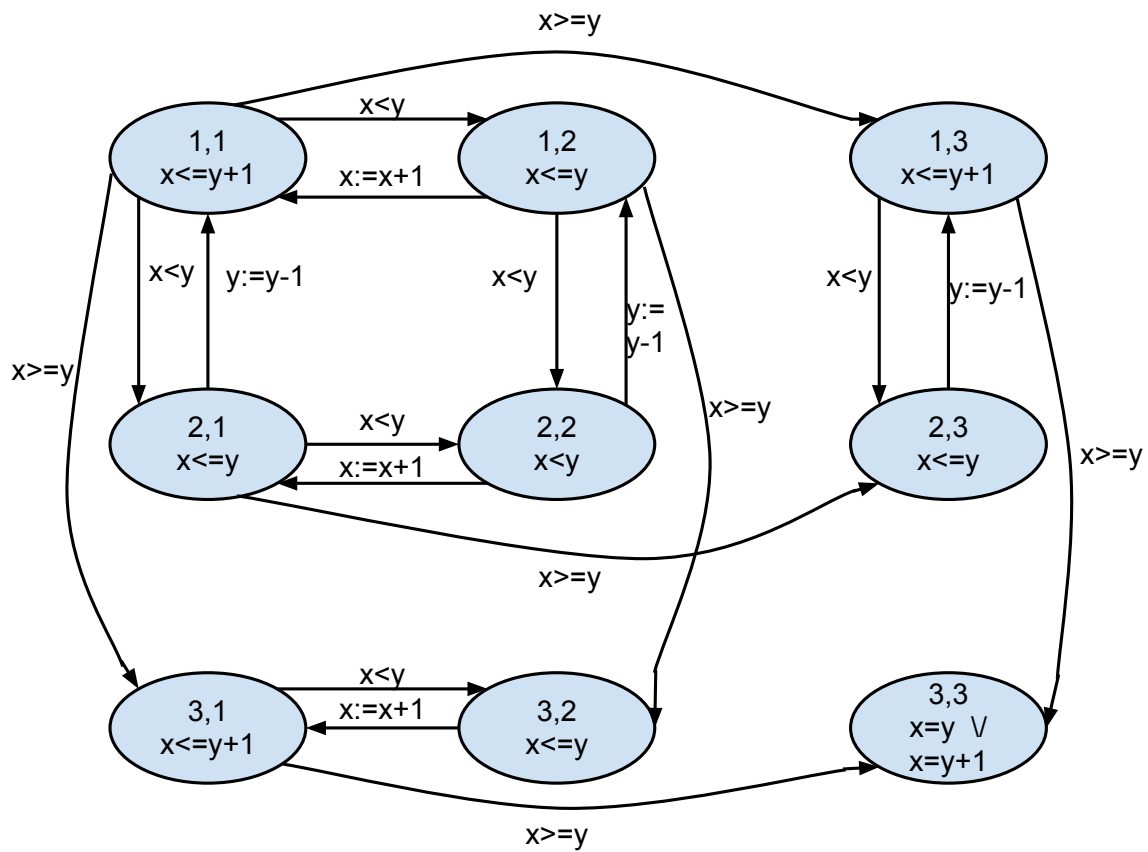 x>=y
x<y
1,1
x<=y+1
1,2
x<=y
1,3
x<=y+1
x:=x+1
x<y
y:=y-1
x<y
y:=
y-1
x<y
y:=y-1
x>=y
x>=y
x>=y
2,1
x<=y
x<y
x:=x+1
2,2
x<y
2,3
x<=y
x>=y
3,1
x<=y+1
x<y
x:=x+1
3,2
x<=y
3,3
x=y \/
x=y+1
x>=y